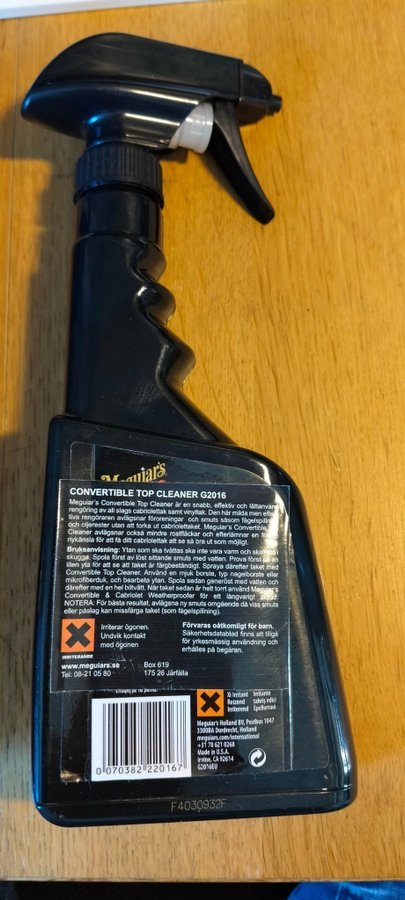 Meguiar's
CONVERTIBLE TOP CLEANER G2016
Meguiar's Convertible Top Cleaner är en snabb, effektiv och lättanvänd
rengöring av all slags cabriolettak samt vinyltak. Den här milda men effek
tiva rengöraren avlägsnar föroreningar och smuts såsom fågelspillning
och oljerester utan att torka ut cabriolettaket. Meguiar's Convertible
Cleaner avlägsnar också mindre rostfläckar och efterlämnar en fräsch
nykänsla för att få ditt cabriolettak att se så bra ut som möjligt.
Bruksanvisning: Ytan som ska tvättas ska inte vara varm och ska
skugga. Spola först av löst sittande smuts med vatten. Prova först på en
liten yta för att se att taket är färgbeständigt. Spraya därefter taket med
Convertible Top Cleaner. Använd en mjuk borste, typ nagelborste eller
mikrofiberduk, och bearbeta ytan. Spola sedan generöst med vatten och
därefter med en hel biltvätt. När taket sedan är helt torrt använd Meguiar's
Convertible & Cabriolet Weatherproofer för ett långvarigt skydd.
NOTERA: För bästa resultat, avlägsna ny smuts omgående då viss smuts
eller påslag kan missfärga taket (som fågelspillning).
Irriterar ögonen.
Undvik kontakt
med ögonen
IRRITERANDE
Förvaras oåtkomligt för barn.
Säkerhetsdatablad finns att tillgå
för yrkesmässig användning och
erhålles på begäran.
www.meguiars.se
Tel: 08-21 05 80
Box 619
175 26 Järfälla
Xi Irritant
Reizend
Irriterend
Irritante
Meguiar's Holland BV, Postbus 1047
3300BA Dordrecht, Holland
meguiars.com/international
+31 78 621 0268
Made in U.S.A.
Irvine, CA 92614
G2016EU
0 070382 220167
F4030932F